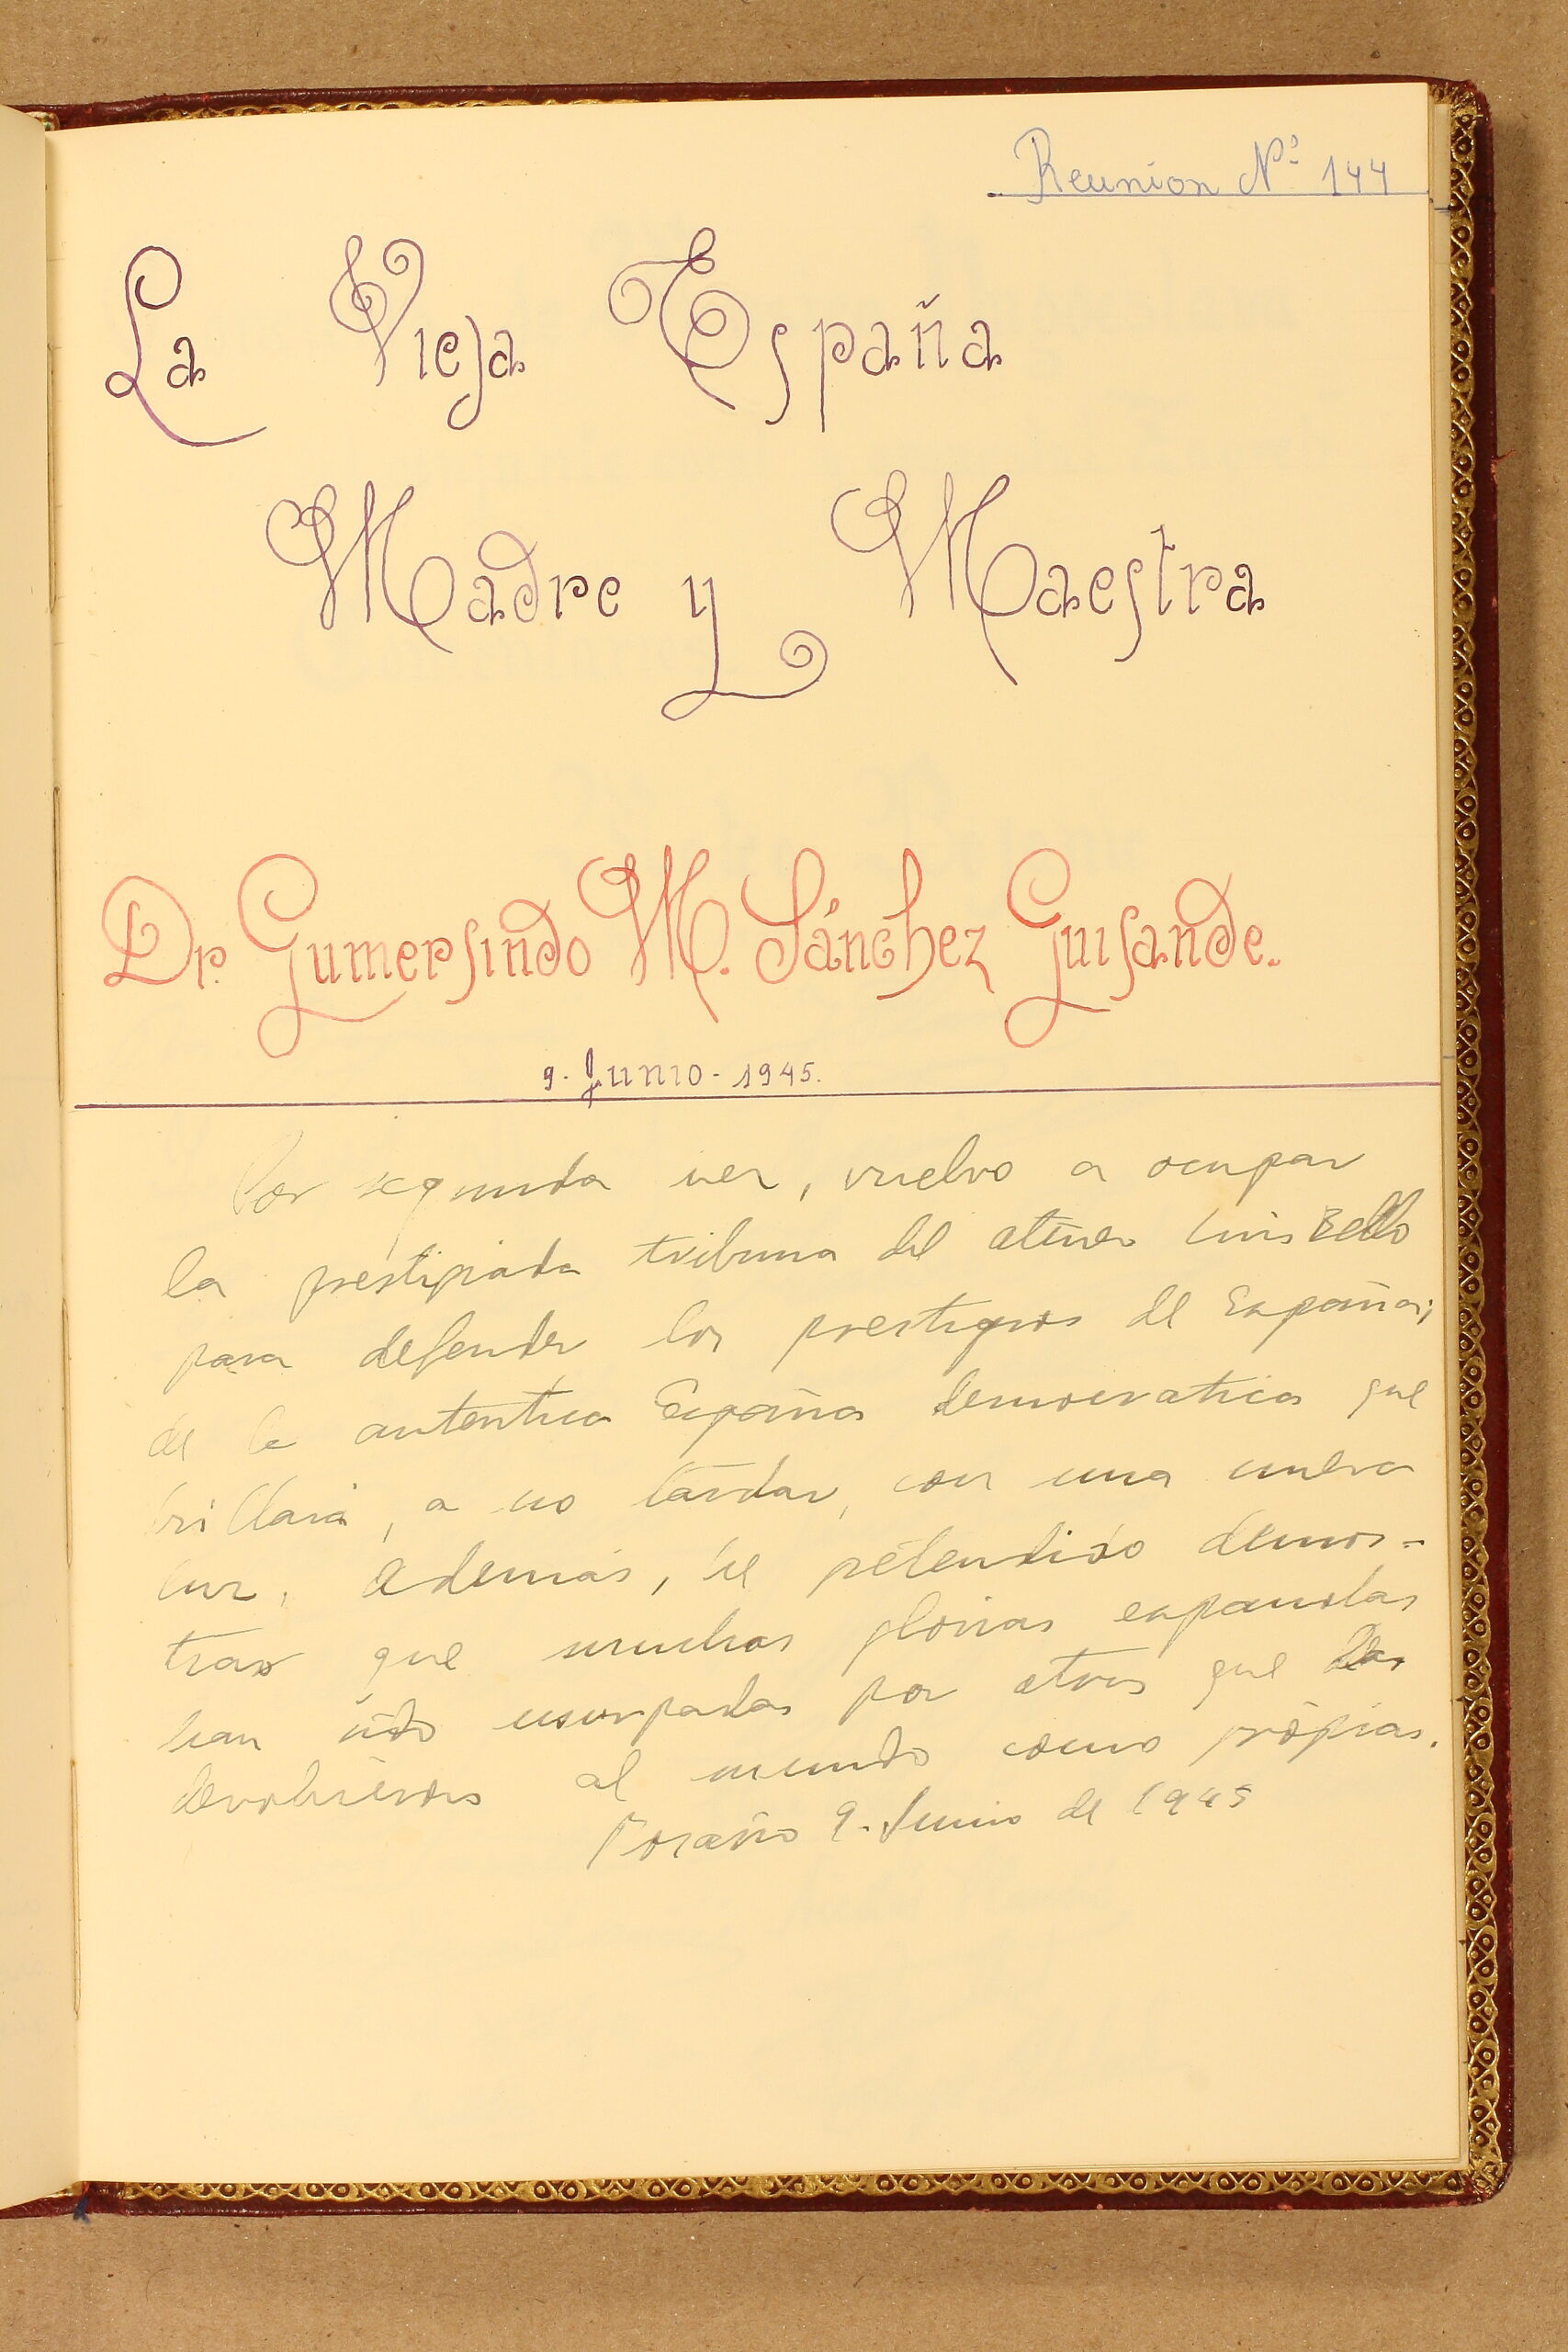 Reunion Nº 144
La Vieja España
Madre y Maestra
Dr. Gumersindo M. Sánchez Guisande.
9. Junio - 1945.
Por segunda vez, vuelvo a ocupar
la prestigiada tribuna del ateneo Luis Bello
para defender los prestigios de España;
de la autentica España democratica que
brillará, a no tardar, con una nueva
luz. Además, he pretendido demos-
trar que muchas glorias españolas
han sido usurpadas por otros que las
devolvieron al mundo como própias.
9. Junio de 1945